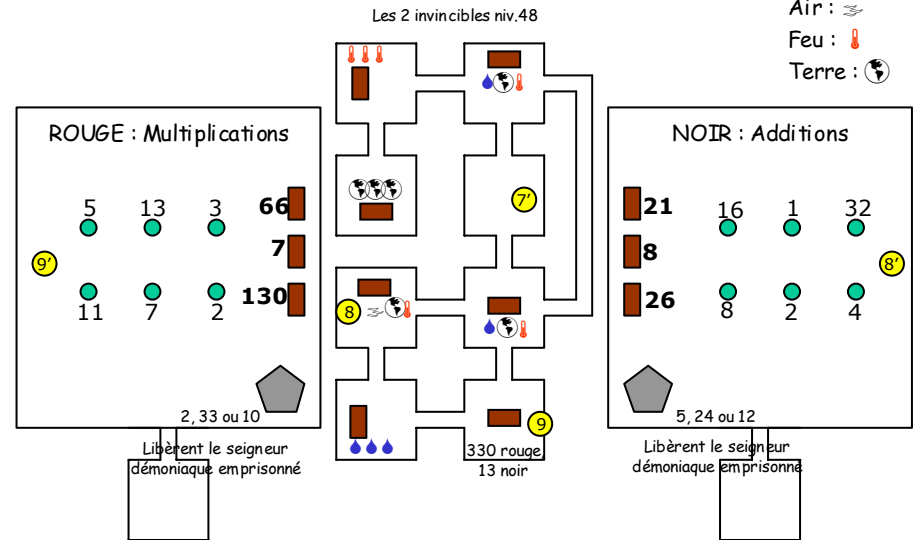 Les 2 invincibles niv.48
Air :
Feu :
Terre :
ROUGE : Multiplications
5 13 3 66
7
9'
11 7 2 130
2, 33 ou 10
Libèrent le seigneur
démoniaque emprisonné
7'
8
9
330 rouge
13 noir
NOIR : Additions
21 16 1 32
8
8'
26 8 2 4
5, 24 ou 12
Libèrent le seigneur
démoniaque emprisonné